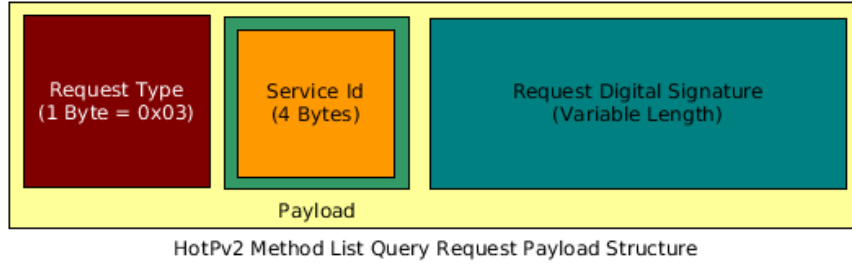 Request Type
(1 Byte = 0x03)
Service Id
(4 Bytes)
Request Digital Signature
(Variable Length)
Payload
HotPv2 Method List Query Request Payload Structure